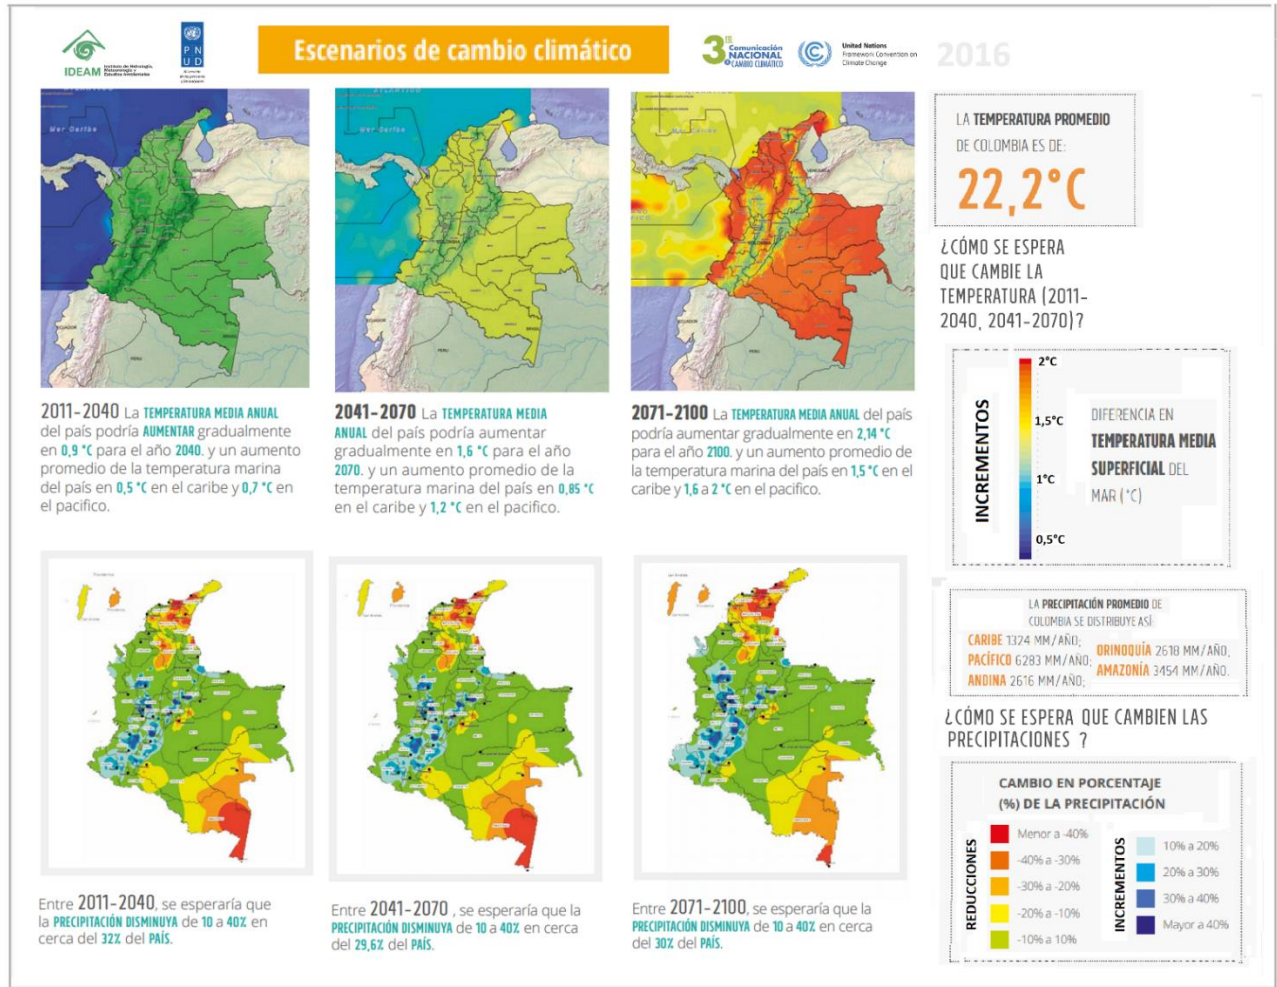 IDEAM
Instituto de Hidrología,
Meteorología y
Estudios Ambientales
P N
U D
Escenarios de cambio climático
3
Comunicación
NACIONAL
CAMBIO CLIMÁTICO
United Nations
Framework Convention on
Climate Change
2016
Mar Caribe
ECUADOR
PERU
BRASIL
LA TEMPERATURA PROMEDIO
DE COLOMBIA ES DE:
22,2°C
¿CÓMO SE ESPERA
QUE CAMBIE LA
TEMPERATURA (2011-
2040, 2041-2070)?
2011-2040 La TEMPERATURA MEDIA ANUAL
del país podría AUMENTAR gradualmente
en 0,9 °C para el año 2040. y un aumento
promedio de la temperatura marina
del país en 0,5 °C en el caribe y 0,7 °C en
el pacifico.
2041-2070 La TEMPERATURA MEDIA
ANUAL del país podría aumentar
gradualmente en 1,6 °C para el año
2070. y un aumento promedio de la
temperatura marina del país en 0,85 °C
en el caribe y 1,2 °C en el pacifico.
2071-2100 La TEMPERATURA MEDIA ANUAL del país
podría aumentar gradualmente en 2,14 °C
para el año 2100. y un aumento promedio de
la temperatura marina del país en 1,5 °C en el
caribe y 1,6 a 2 °C en el pacifico.
INCREMENTOS
2°C
1,5°C
1°C
0,5°C
DIFERENCIA EN
TEMPERATURA MEDIA
SUPERFICIAL DEL
MAR (°C)
LA PRECIPITACIÓN PROMEDIO DE
COLOMBIA SE DISTRIBUYE ASÍ:
CARIBE 1324 MM/AÑO;
PACÍFICO 6283 MM/AÑO;
ANDINA 2616 MM/AÑO;
ORINOQUÍA 2618 MM/AÑO,
AMAZONÍA 3454 MM/AÑO.
¿CÓMO SE ESPERA QUE CAMBIEN LAS
PRECIPITACIONES ?
CAMBIO EN PORCENTAJE
(%) DE LA PRECIPITACIÓN
REDUCCIONES
Menor a -40%
-40% a -30%
-30% a -20%
-20% a -10%
-10% a 10%
INCREMENTOS
10% a 20%
20% a 30%
30% a 40%
Mayor a 40%
Entre 2011-2040, se esperaría que
la PRECIPITACIÓN DISMINUYA de 10 a 40% en
cerca del 32% del PAÍS.
Entre 2041-2070 , se esperaría que la
PRECIPITACIÓN DISMINUYA de 10 a 40% en cerca
del 29,6% del PAÍS.
Entre 2071-2100, se esperaría que la
PRECIPITACIÓN DISMINUYA de 10 a 40% en cerca
del 30% del PAÍS.